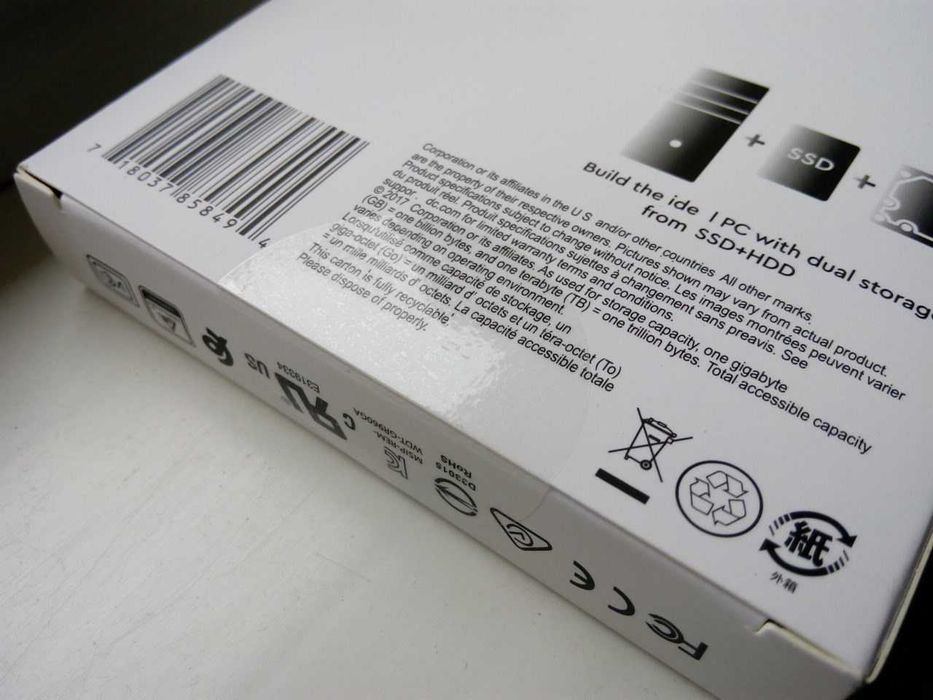 SSD
Build the ide l PC with dual storag
from SSD+HDD
7 18037 85849 4
Corporation or its affiliates in the U S and/or other countries All other marks
are the property of their respective owners. Pictures shown may vary from actual product.
Product specifications subject to change without notice. Les images montrées peuvent varier
du produit réel. Produit specifications sujettes à changement sans preavis. See
suppor dc.com for limited warranty terms and conditions.
© 2017 Corporation or its affiliates. As used for storage capacity, one gigabyte
(GB) = one billion bytes, and one terabyte (TB) = one trillion bytes. Total accessible capacity
varies depending on operating environment.
Lorsqu'utilisé comme capacité de stockage, un
giga-octet (Go) = un milliard d'octets et un téra-octet (To)
= un mille milliards d'octets. La capacité accessible totale
This carton is fully recyclable.
Please dispose of properly.
紙
外箱
C US
E319334
MSIP-REM-
WDT-GR960GA
D33015
RoHS
CE
FC